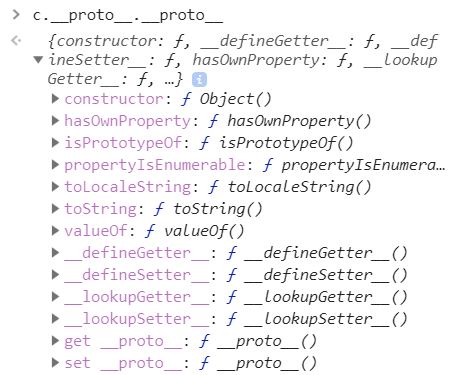 > c.__proto__.__proto__
{constructor: ƒ, __defineGetter__: ƒ, __def
ineSetter__: ƒ, hasOwnProperty: ƒ, __lookup
Getter__: ƒ, …} i
constructor: ƒ Object()
hasOwnProperty: ƒ hasOwnProperty()
isPrototypeOf: ƒ isPrototypeOf()
propertyIsEnumerable: ƒ propertyIsEnumera…
toLocaleString: ƒ toLocaleString()
toString: ƒ toString()
valueOf: ƒ valueOf()
__defineGetter__: ƒ __defineGetter__()
__defineSetter__: ƒ __defineSetter__()
__lookupGetter__: ƒ __lookupGetter__()
__lookupSetter__: ƒ __lookupSetter__()
get __proto__: ƒ __proto__()
set __proto__: ƒ __proto__()